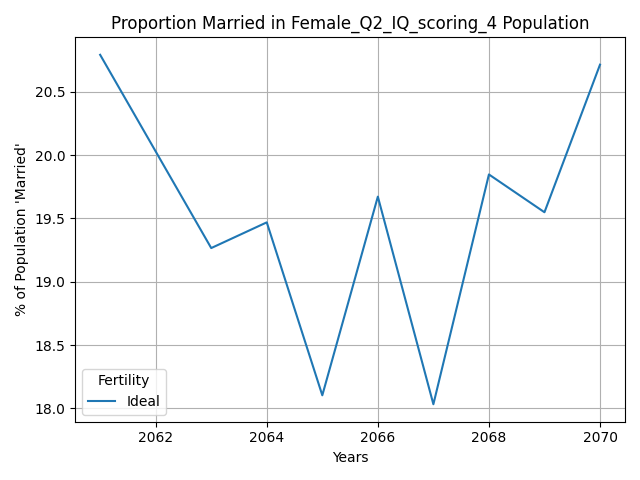 Proportion Married in Female_Q2_IQ_scoring_4 Population
% of Population 'Married'
20.5
20.0
19.5
19.0
18.5
18.0
Fertility
Ideal
2062 2064 2066 2068 2070
Years